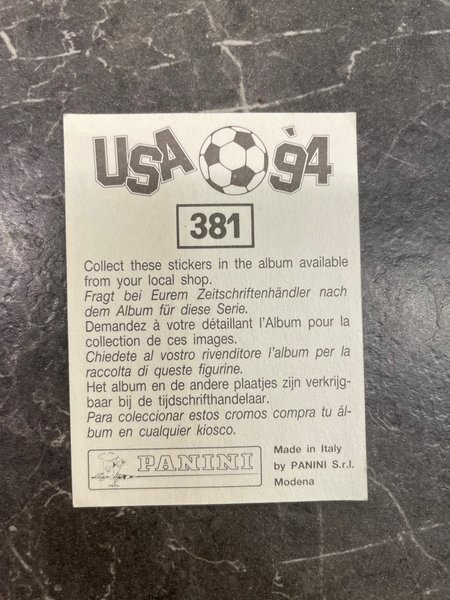 USA '94
381
Collect these stickers in the album available
from your local shop.
Fragt bei Eurem Zeitschriftenhändler nach
dem Album für diese Serie.
Demandez à votre détaillant l'Album pour la
collection de ces images.
Chiedete al vostro rivenditore l'album per la
raccolta di queste figurine.
Het album en de andere plaatjes zijn verkrijg-
baar bij de tijdschrifthandelaar.
Para coleccionar estos cromos compra tu ál-
bum en cualquier kiosco.
PANINI
Made in Italy
by PANINI S.r.l.
Modena